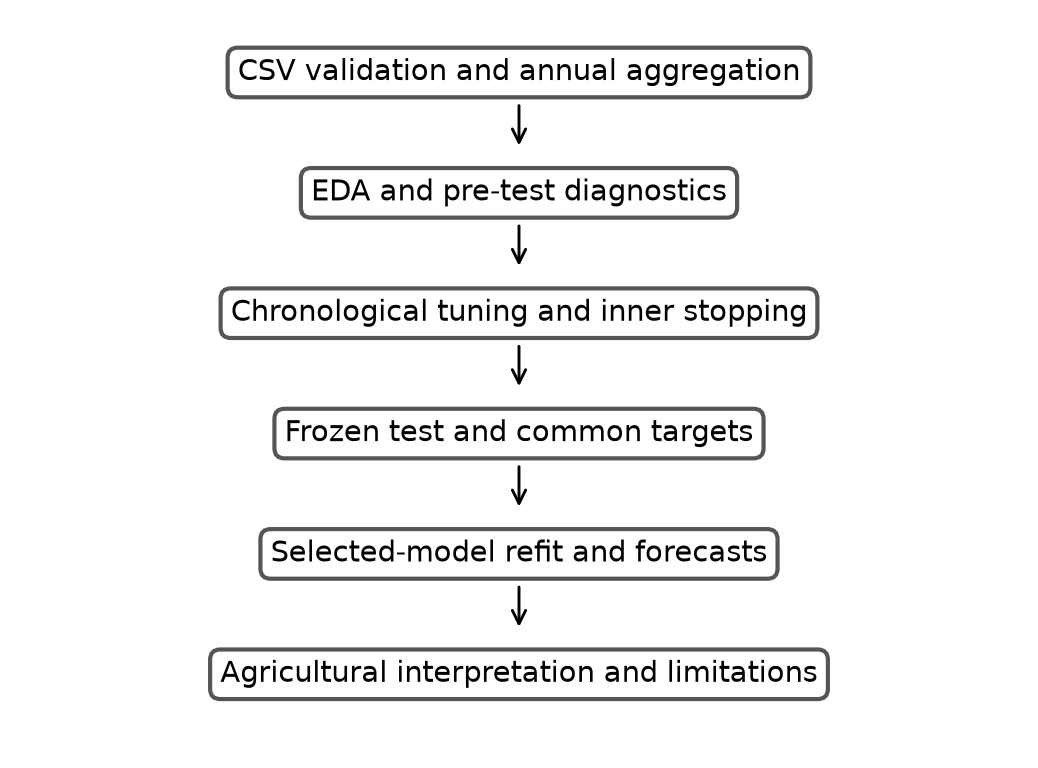 CSV validation and annual aggregation
EDA and pre-test diagnostics
Chronological tuning and inner stopping
Frozen test and common targets
Selected-model refit and forecasts
Agricultural interpretation and limitations